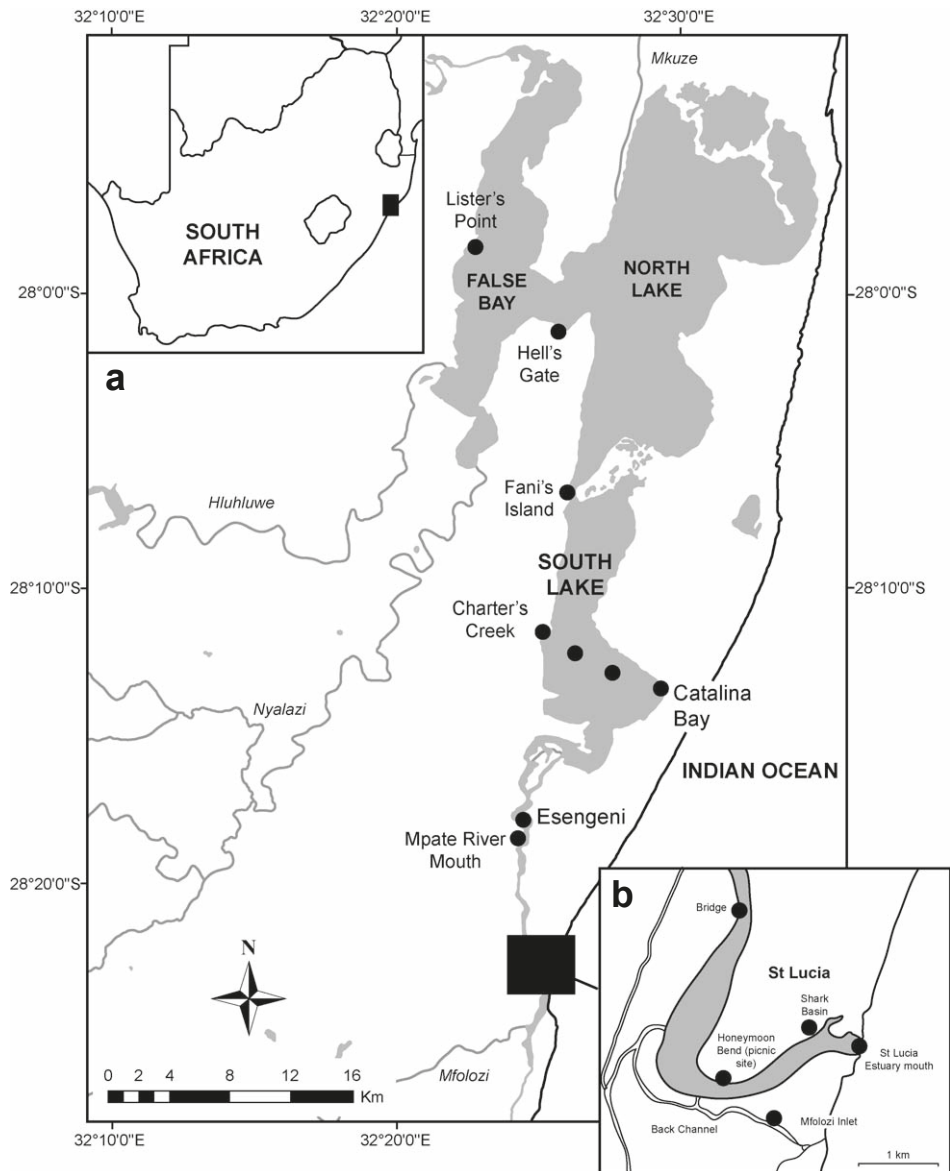 32°10'0"E
32°20'0"E
32°30'0"E
Mkuze
SOUTH
AFRICA
a
Lister's
Point
FALSE
BAY
NORTH
LAKE
28°0'0"S
28°0'0"S
Hell's
Gate
Hluhluwe
Fani's
Island
SOUTH
LAKE
28°10'0"S
28°10'0"S
Charter's
Creek
Catalina
Bay
Nyalazi
INDIAN OCEAN
Esengeni
Mpate River
Mouth
28°20'0"S
N
Mfolozi
0 2 4 8 12 16
Km
b
Bridge
St Lucia
Shark
Basin
Honeymoon
Bend (picnic
site)
St Lucia
Estuary mouth
Back Channel
Mfolozi Inlet
1 km
32°10'0"E
32°20'0"E